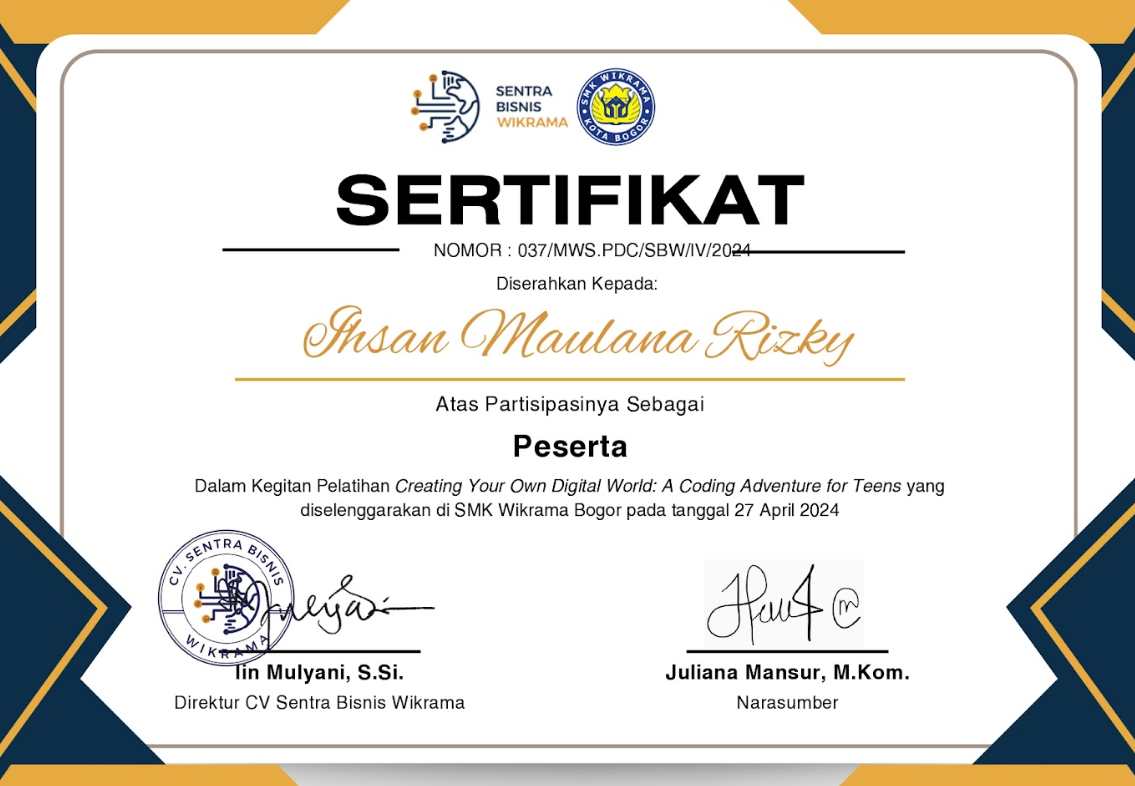 SENTRA
BISNIS
WIKRAMA
SMK WIKRAMA
KOTA BOGOR
SERTIFIKAT
NOMOR : 037/MWS.PDC/SBW/IV/2024
Diserahkan Kepada:
Ihsan Maulana Rizky
Atas Partisipasinya Sebagai
Peserta
Dalam Kegitan Pelatihan Creating Your Own Digital World: A Coding Adventure for Teens yang
diselenggarakan di SMK Wikrama Bogor pada tanggal 27 April 2024
CV. SENTRA BISNIS
WIKRAMA
Iin Mulyani, S.Si.
Direktur CV Sentra Bisnis Wikrama
Juliana Mansur, M.Kom.
Narasumber